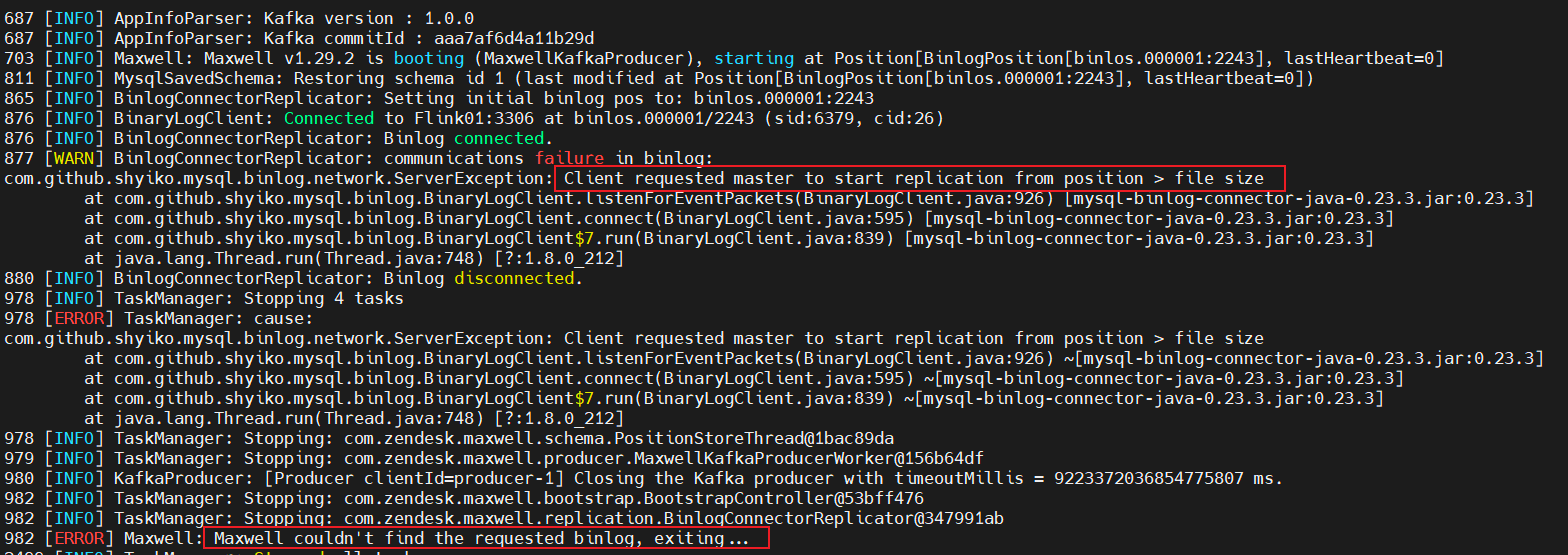 687 [INFO] AppInfoParser: Kafka version : 1.0.0
687 [INFO] AppInfoParser: Kafka commitId : aaa7af6d4a11b29d
703 [INFO] Maxwell: Maxwell v1.29.2 is booting (MaxwellKafkaProducer), starting at Position[BinlogPosition[binlos.000001:2243], lastHeartbeat=0]
811 [INFO] MysqlSavedSchema: Restoring schema id 1 (last modified at Position[BinlogPosition[binlos.000001:2243], lastHeartbeat=0])
865 [INFO] BinlogConnectorReplicator: Setting initial binlog pos to: binlos.000001:2243
876 [INFO] BinaryLogClient: Connected to Flink01:3306 at binlos.000001/2243 (sid:6379, cid:26)
876 [INFO] BinlogConnectorReplicator: Binlog connected.
877 [WARN] BinlogConnectorReplicator: communications failure in binlog:
com.github.shyiko.mysql.binlog.network.ServerException: Client requested master to start replication from position > file size
at com.github.shyiko.mysql.binlog.BinaryLogClient.listenForEventPackets(BinaryLogClient.java:926) [mysql-binlog-connector-java-0.23.3.jar:0.23.3]
at com.github.shyiko.mysql.binlog.BinaryLogClient.connect(BinaryLogClient.java:595) [mysql-binlog-connector-java-0.23.3.jar:0.23.3]
at com.github.shyiko.mysql.binlog.BinaryLogClient$7.run(BinaryLogClient.java:839) [mysql-binlog-connector-java-0.23.3.jar:0.23.3]
at java.lang.Thread.run(Thread.java:748) [?:1.8.0_212]
880 [INFO] BinlogConnectorReplicator: Binlog disconnected.
978 [INFO] TaskManager: Stopping 4 tasks
978 [ERROR] TaskManager: cause:
com.github.shyiko.mysql.binlog.network.ServerException: Client requested master to start replication from position > file size
at com.github.shyiko.mysql.binlog.BinaryLogClient.listenForEventPackets(BinaryLogClient.java:926) ~[mysql-binlog-connector-java-0.23.3.jar:0.23.3]
at com.github.shyiko.mysql.binlog.BinaryLogClient.connect(BinaryLogClient.java:595) ~[mysql-binlog-connector-java-0.23.3.jar:0.23.3]
at com.github.shyiko.mysql.binlog.BinaryLogClient$7.run(BinaryLogClient.java:839) ~[mysql-binlog-connector-java-0.23.3.jar:0.23.3]
at java.lang.Thread.run(Thread.java:748) [?:1.8.0_212]
978 [INFO] TaskManager: Stopping: com.zendesk.maxwell.schema.PositionStoreThread@1bac89da
979 [INFO] TaskManager: Stopping: com.zendesk.maxwell.producer.MaxwellKafkaProducerWorker@156b64df
980 [INFO] KafkaProducer: [Producer clientId=producer-1] Closing the Kafka producer with timeoutMillis = 9223372036854775807 ms.
982 [INFO] TaskManager: Stopping: com.zendesk.maxwell.bootstrap.BootstrapController@53bff476
982 [INFO] TaskManager: Stopping: com.zendesk.maxwell.replication.BinlogConnectorReplicator@347991ab
982 [ERROR] Maxwell: Maxwell couldn't find the requested binlog, exiting...